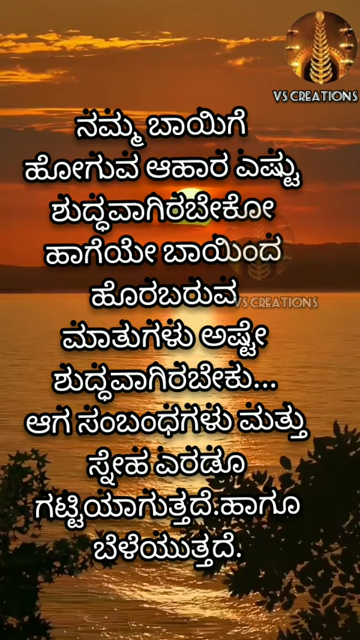 VS CREATIONS
ನಮ್ಮ ಬಾಯಿಗೆ
ಹೋಗುವ ಆಹಾರ ಎಷ್ಟು
ಶುದ್ಧವಾಗಿರಬೇಕೋ
ಹಾಗೆಯೇ ಬಾಯಿಂದ
ಹೊರಬರುವ
VS CREATIONS
ಮಾತುಗಳು ಅಷ್ಟೇ
ಶುದ್ಧವಾಗಿರಬೇಕು...
ಆಗ ಸಂಬಂಧಗಳು ಮತ್ತು
ಸ್ನೇಹ ಎರಡೂ
ಗಟ್ಟಿಯಾಗುತ್ತದೆ.ಹಾಗೂ
ಬೆಳೆಯುತ್ತದೆ.